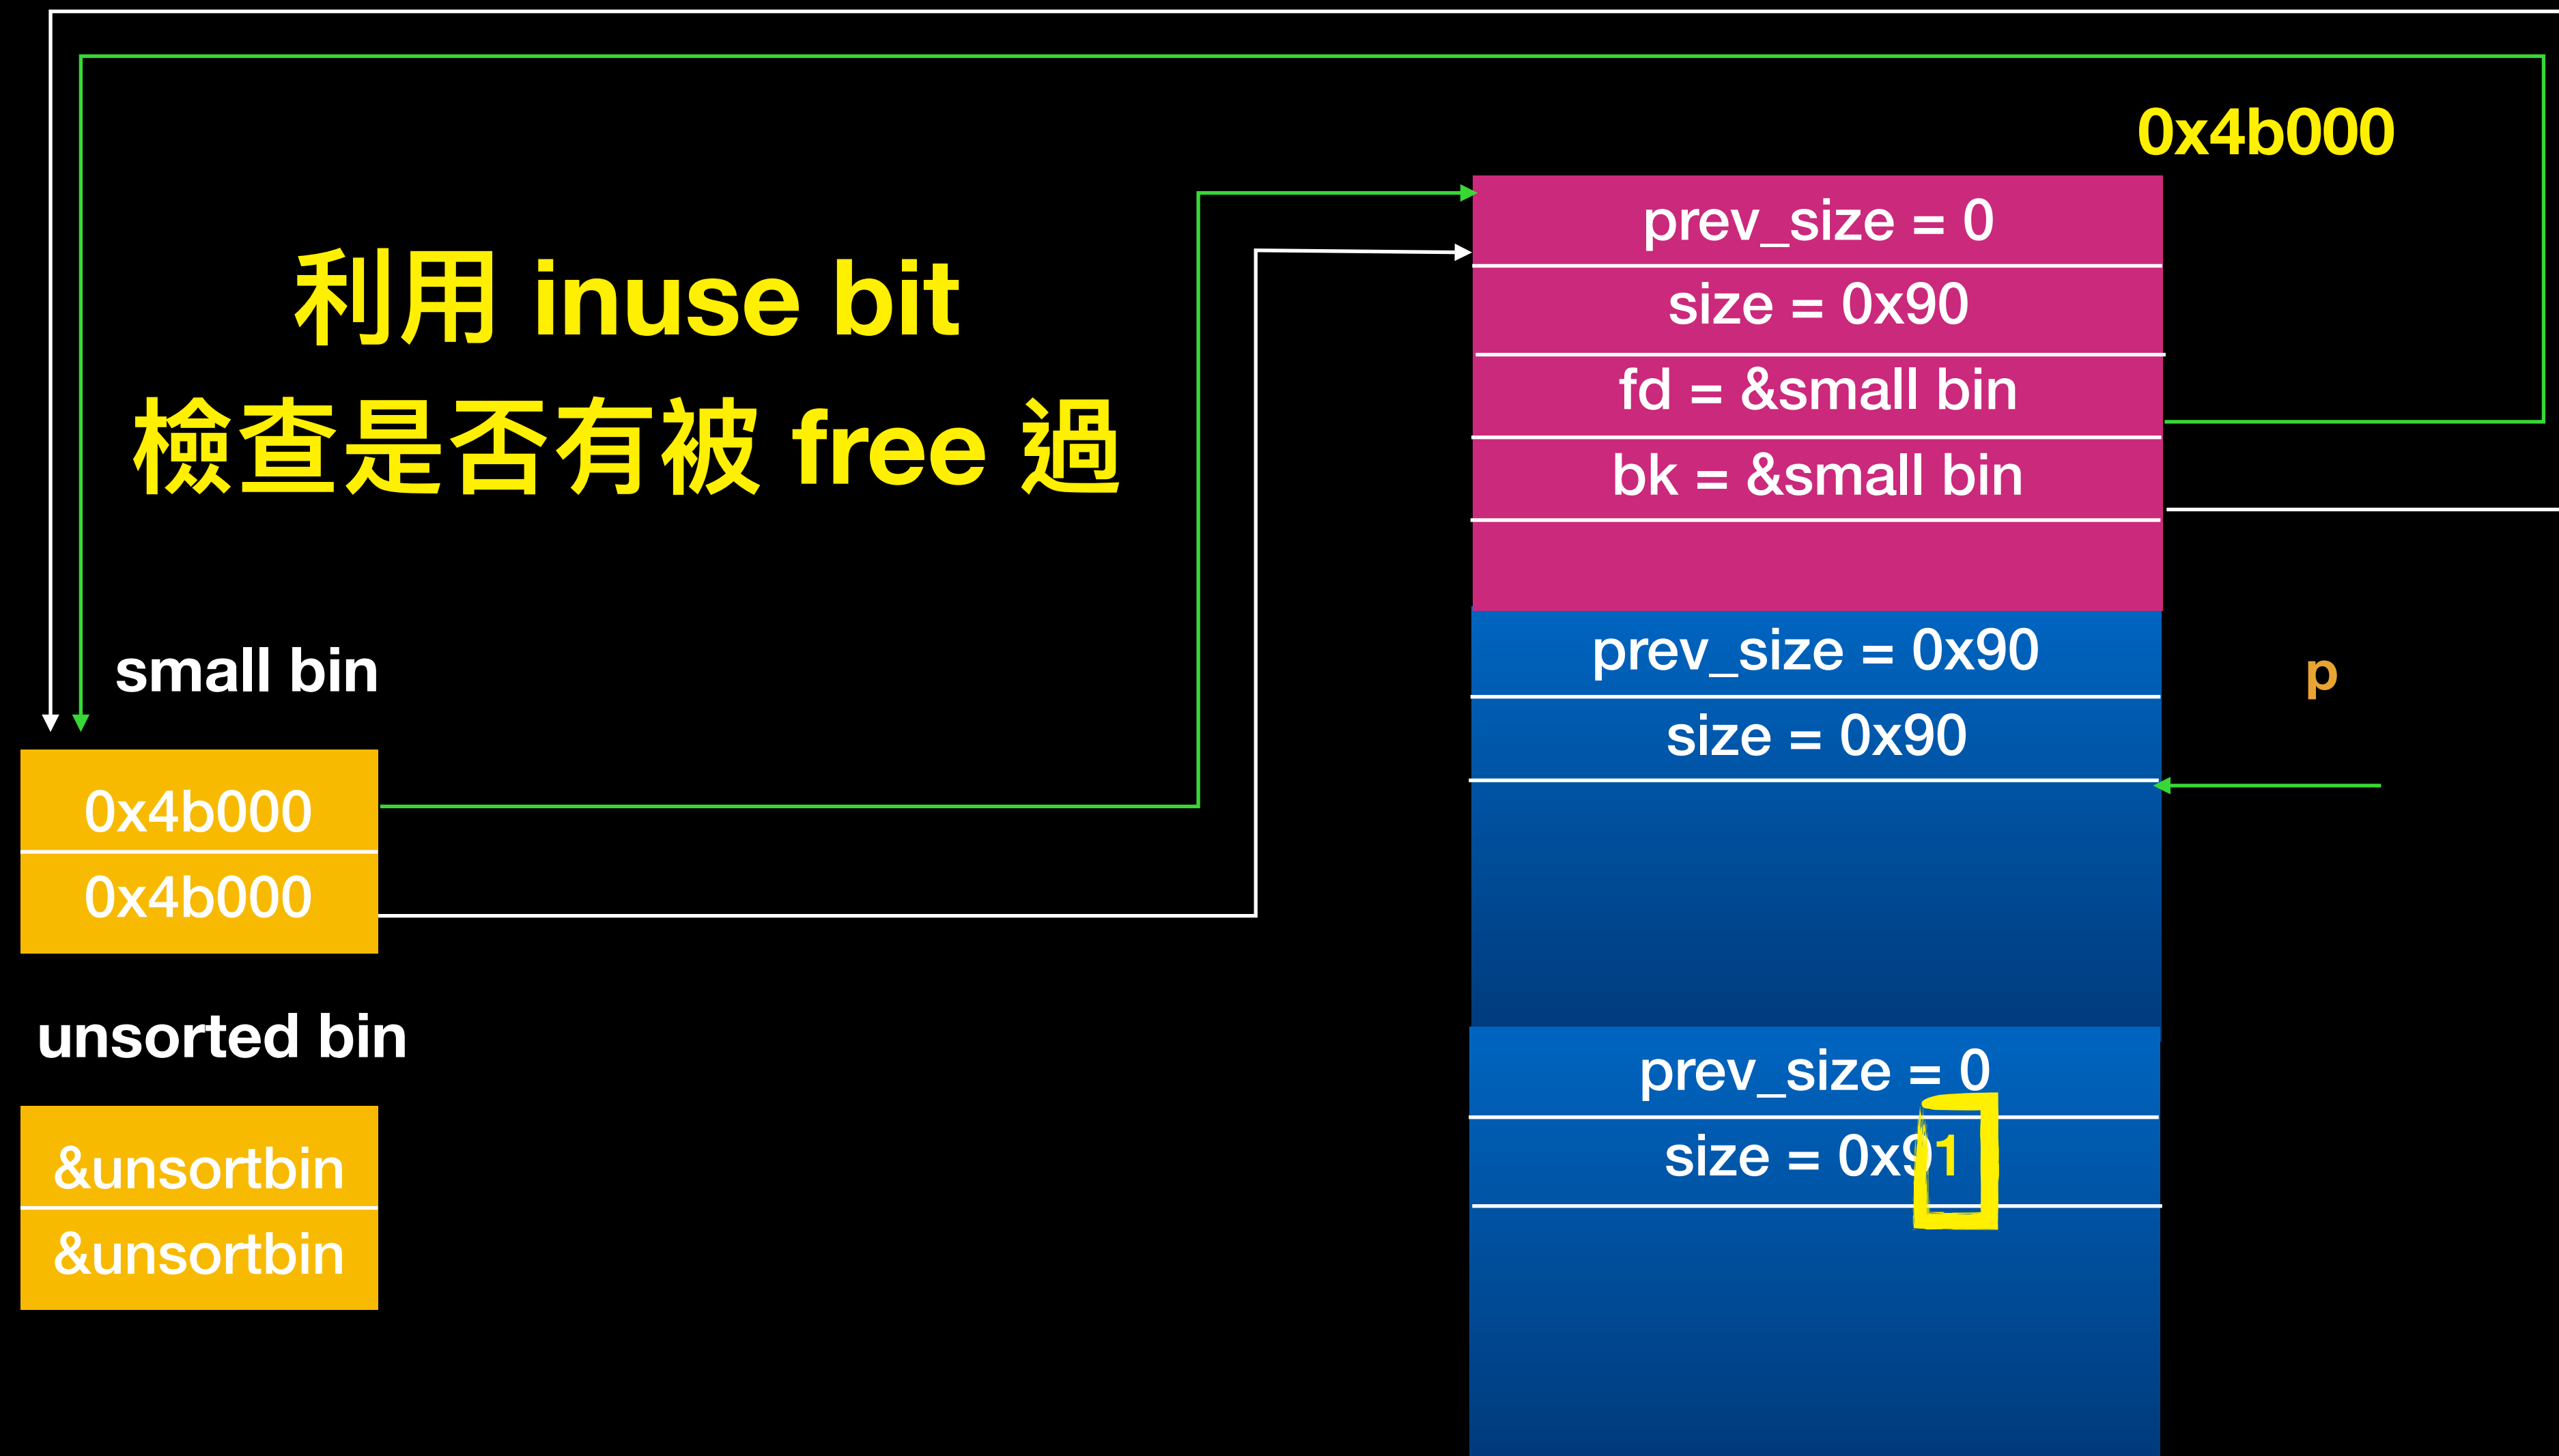 0x4b000
利用 inuse bit
檢查是否有被 free 過
prev_size = 0
size = 0x90
fd = &small bin
bk = &small bin
small bin
0x4b000
0x4b000
prev_size = 0x90
size = 0x90
p
unsorted bin
&unsortbin
&unsortbin
prev_size = 0
size = 0x91